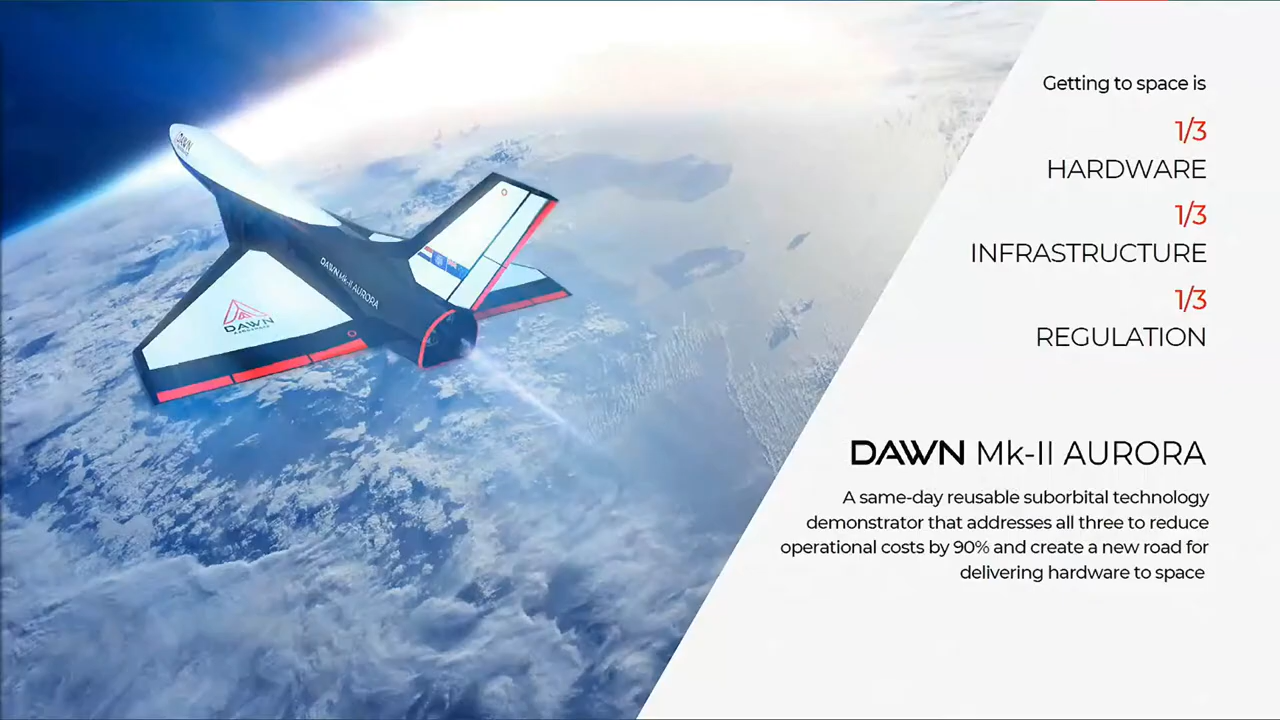 Getting to space is
1/3
HARDWARE
1/3
INFRASTRUCTURE
1/3
REGULATION
DAWN Mk-II AURORA
A same-day reusable suborbital technology
demonstrator that addresses all three to reduce
operational costs by 90% and create a new road for
delivering hardware to space
DAWN
DAWN Mk-II AURORA
DAWN
AEROSPACE